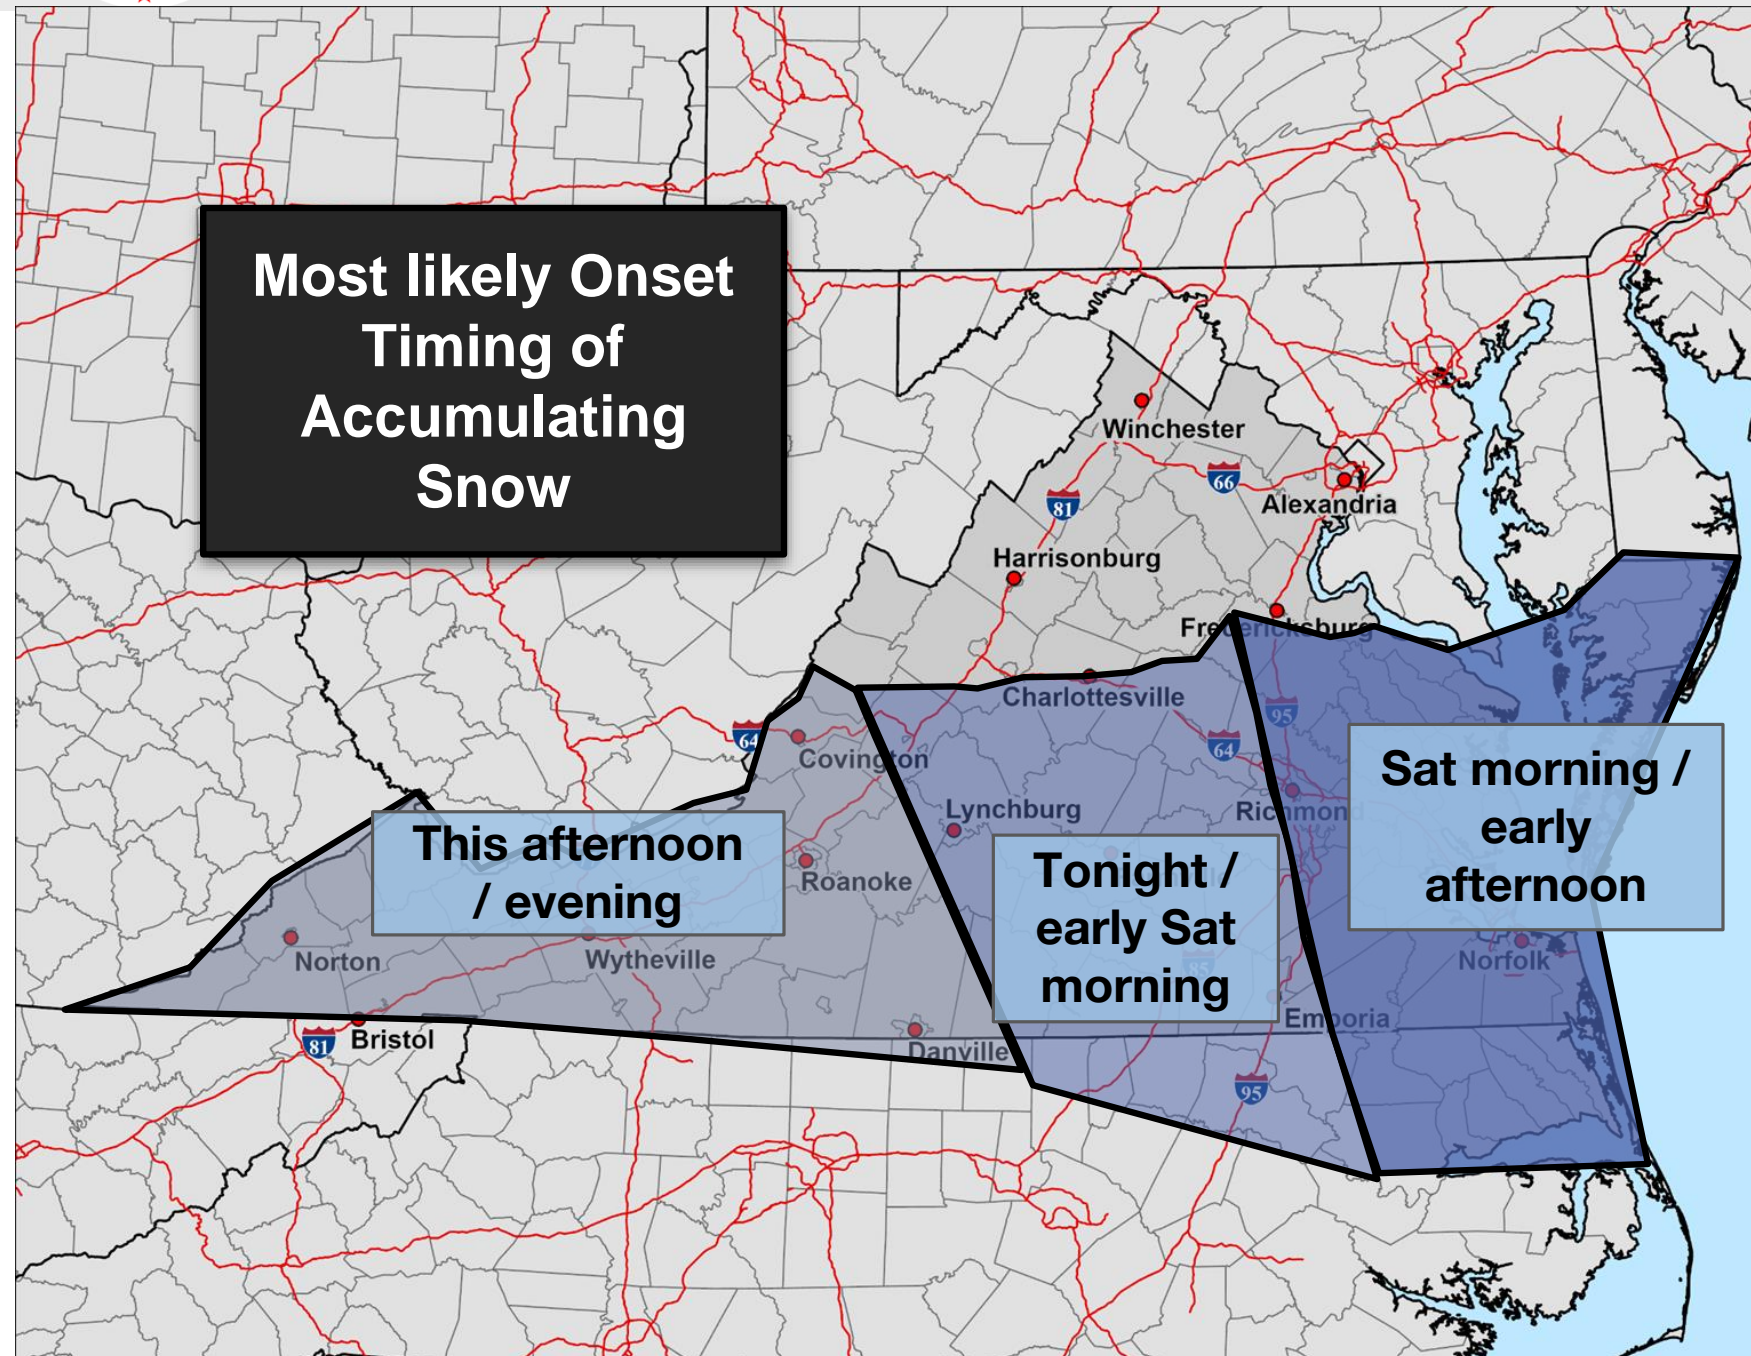 Most likely Onset
Timing of
Accumulating
Snow
Winchester
66
81
Alexandria
Harrisonburg
Fredericksburg
Charlottesville
95
64
64
Covington
Sat morning /
early
afternoon
Lynchburg
Richmond
This afternoon
/ evening
Tonight /
early Sat
morning
Roanoke
Norton
Wytheville
85
Norfolk
Emporia
81
Bristol
Danville
95